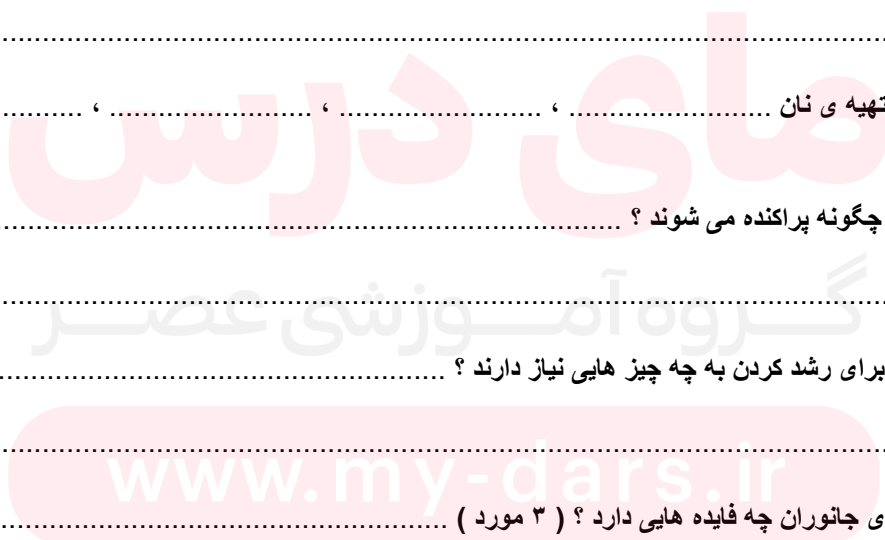 ..............................................................................................................
تهیه ی نان ......................... ، ......................... ، ......................... ، ..........
چگونه پراکنده می شوند ؟ ..............................................................................
..............................................................................................................
برای رشد کردن به چه چیز هایی نیاز دارند ؟ .......................................................
..............................................................................................................
ی جانوران چه فایده هایی دارد ؟ ( ۳ مورد ) .......................................................
مای درس
گروه آموزشی عصر
www.my-dars.ir